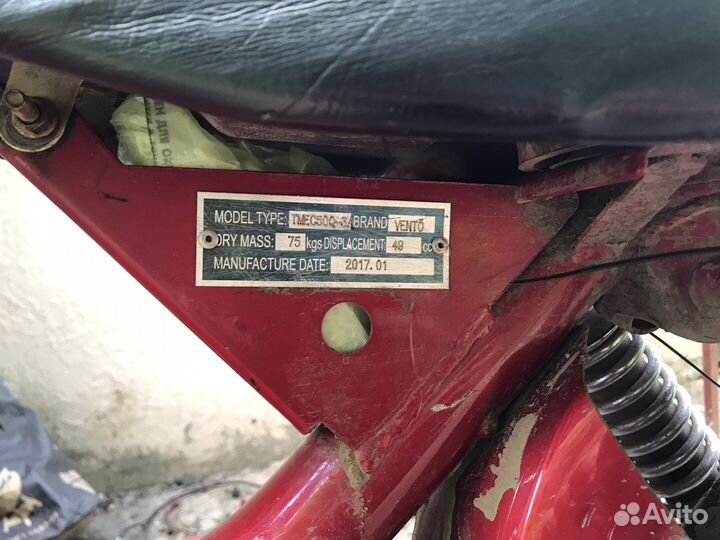 MODEL TYPE: TMEC50Q-3A BRAND VENTO
DRY MASS: 75 kgs DISPLACEMENT 49 cc
MANUFACTURE DATE: 2017.01
Avito